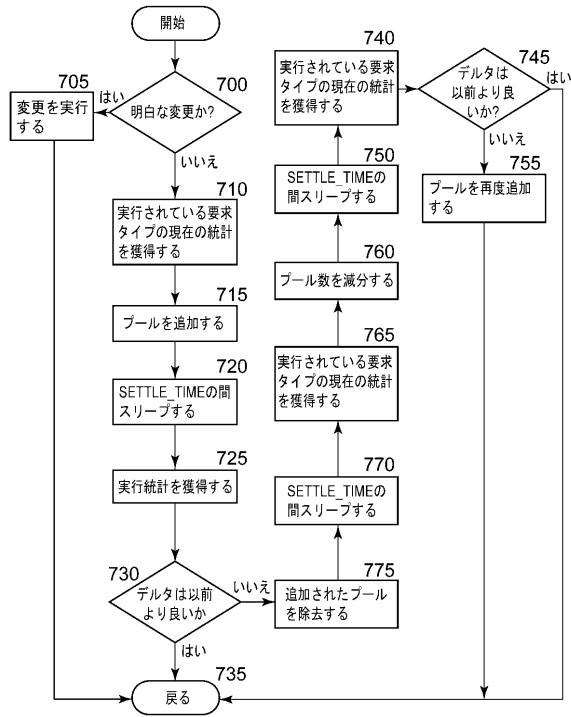 開始
700
明白な変更か?
はい
705
変更を実行
する
いいえ
710
実行されている要求
タイプの現在の統計
を獲得する
715
プールを追加する
720
SETTLE_TIMEの間
スリープする
725
実行統計を獲得する
730
デルタは以前
より良いか
いいえ
はい
735
戻る
775
追加されたプール
を除去する
770
SETTLE_TIMEの
間スリープする
765
実行されている要求
タイプの現在の統計
を獲得する
760
プール数を減分する
750
SETTLE_TIMEの
間スリープする
740
実行されている要求
タイプの現在の統計
を獲得する
745
デルタは
以前より良
いか?
はい
いいえ
755
プールを再度追加
する